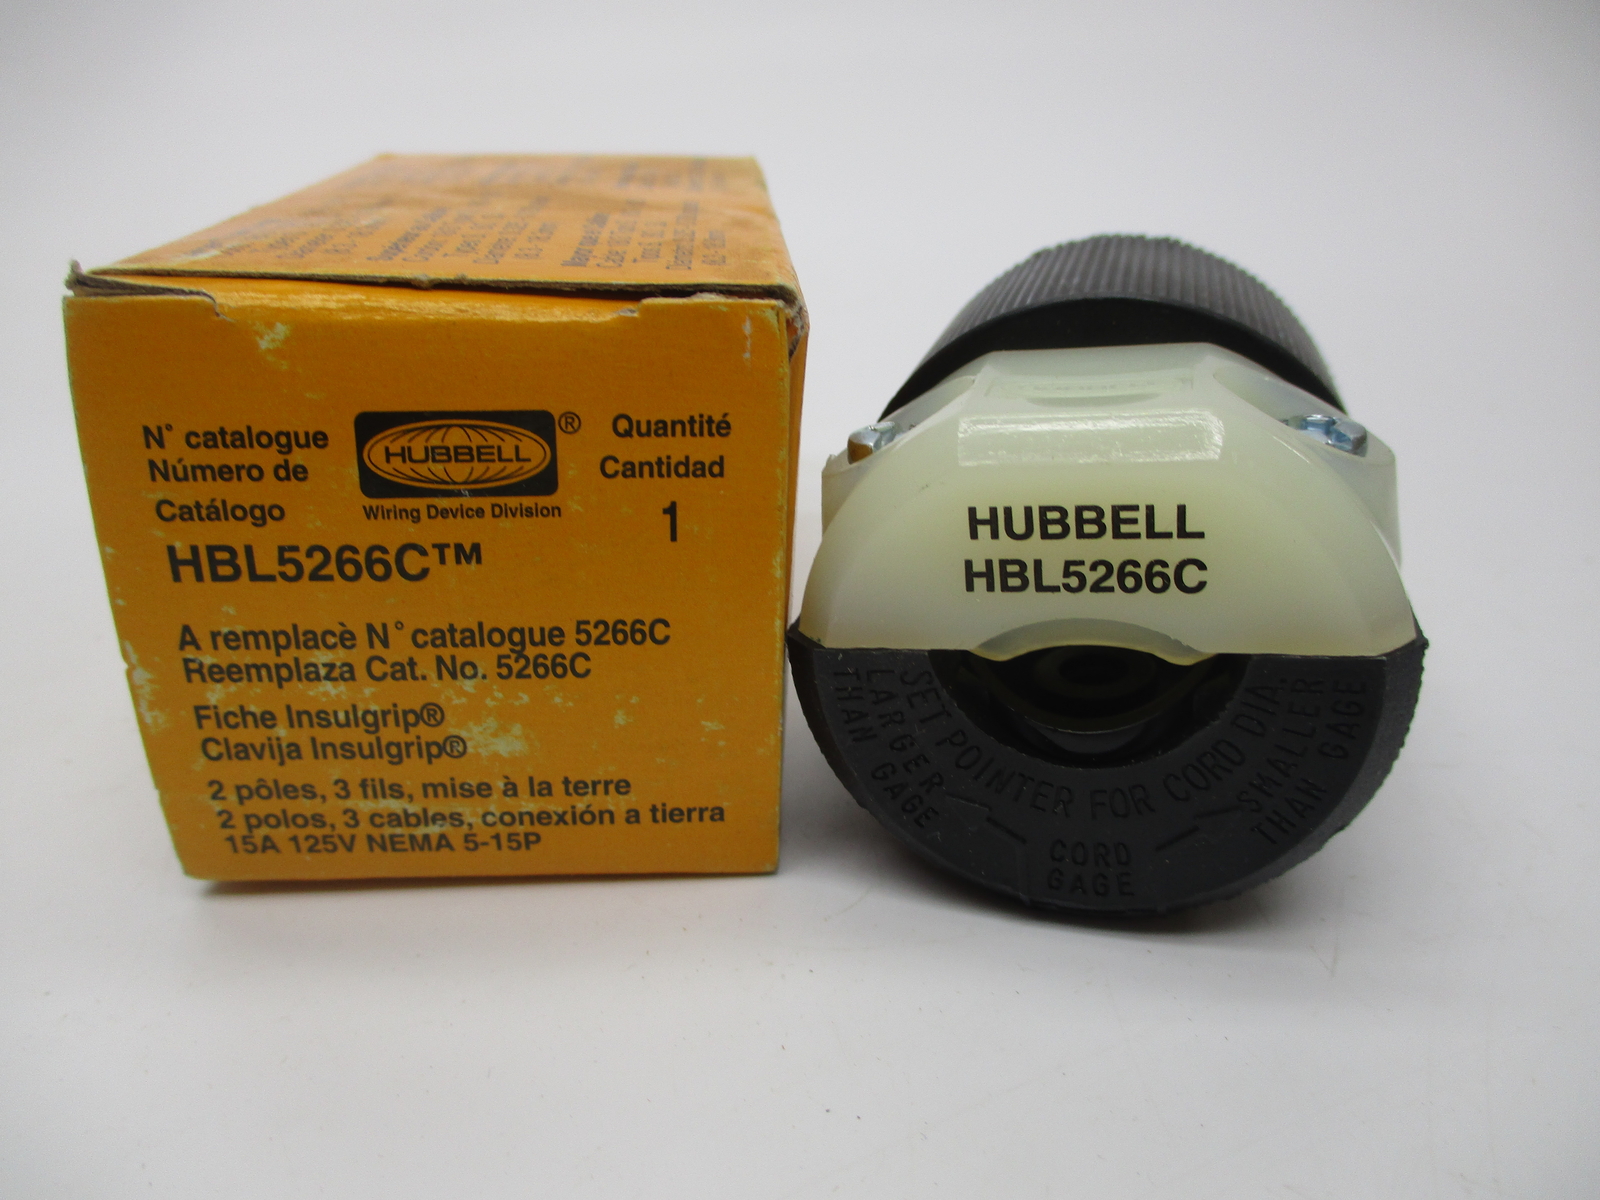 N° catalogue
Número de
Catálogo
HUBBELL®
Wiring Device Division
Quantité
Cantidad
1
HBL5266C™
A remplacè N° catalogue 5266C
Reemplaza Cat. No. 5266C
Fiche Insulgrip®
Clavija Insulgrip®
2 pôles, 3 fils, mise à la terre
2 polos, 3 cables, conexión a tierra
15A 125V NEMA 5-15P
HUBBELL
HBL5266C
SET POINTER FOR CORD DIA.
LARGER
THAN GAGE
SMALLER
THAN GAGE
CORD
GAGE